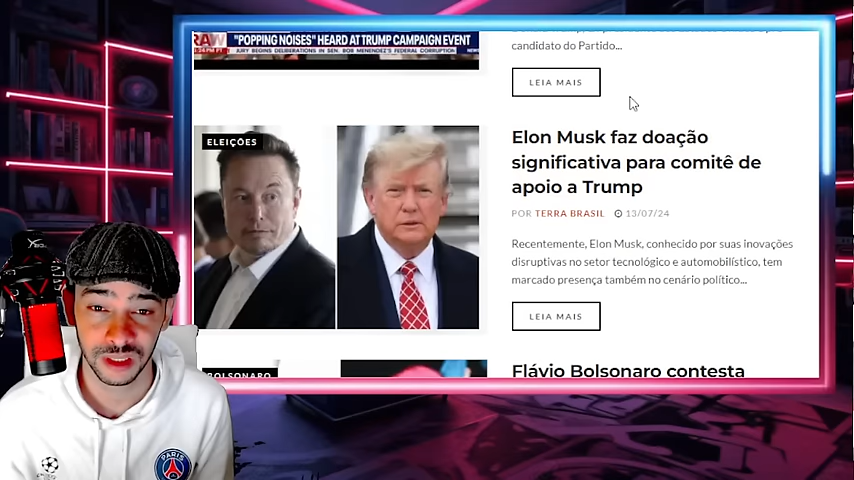 RAW
"POPPING NOISES" HEARD AT TRUMP CAMPAIGN EVENT
JURY BEGINS DELIBERATIONS IN SEN. BOB MENENDEZ'S FEDERAL CORRUPTION
candidato do Partido...
LEIA MAIS
ELEIÇÕES
Elon Musk faz doação
significativa para comitê de
apoio a Trump
POR TERRA BRASIL 13/07/24
Recentemente, Elon Musk, conhecido por suas inovações
disruptivas no setor tecnológico e automobilístico, tem
marcado presença também no cenário político...
LEIA MAIS
BOLSONARO
Flávio Bolsonaro contesta
PARIS